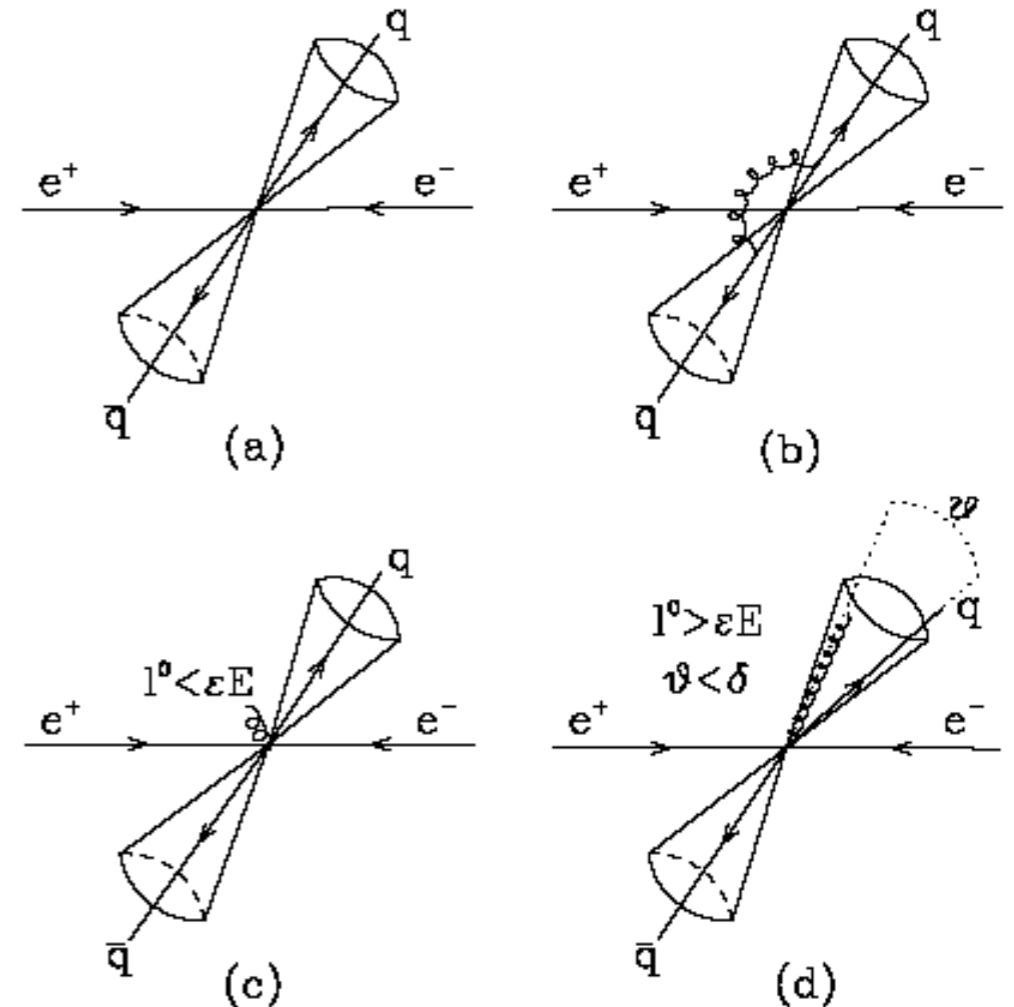 q q
e⁺ e⁻ e⁺ e⁻
q̅ q̅
(a) (b)
ϑ
q
l⁰>εE q
l⁰<εE ϑ<δ
e⁺ e⁻ e⁺ e⁻
q̅ q̅
(c) (d)